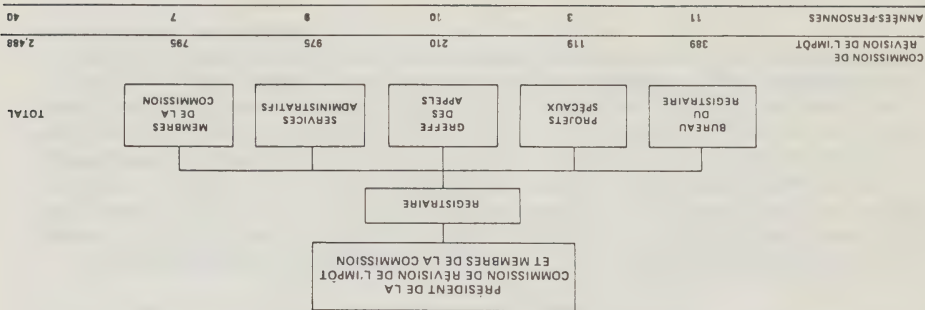 PRÉSIDENT DE LA
COMMISSION DE RÉVISION DE L'IMPÔT
ET MEMBRES DE LA COMMISSION
REGISTRAIRE
BUREAU
DU
REGISTRAIRE
PROJETS
SPÉCAUX
GREFFE
DES
APPELS
SERVICES
ADMINISTRATIFS
MEMBRES
DE LA
COMMISSION
TOTAL
COMMISSION DE
RÉVISION DE L'IMPÔT 389 119 210 975 795 2,488
ANNÉES-PERSONNES 11 3 10 9 7 40